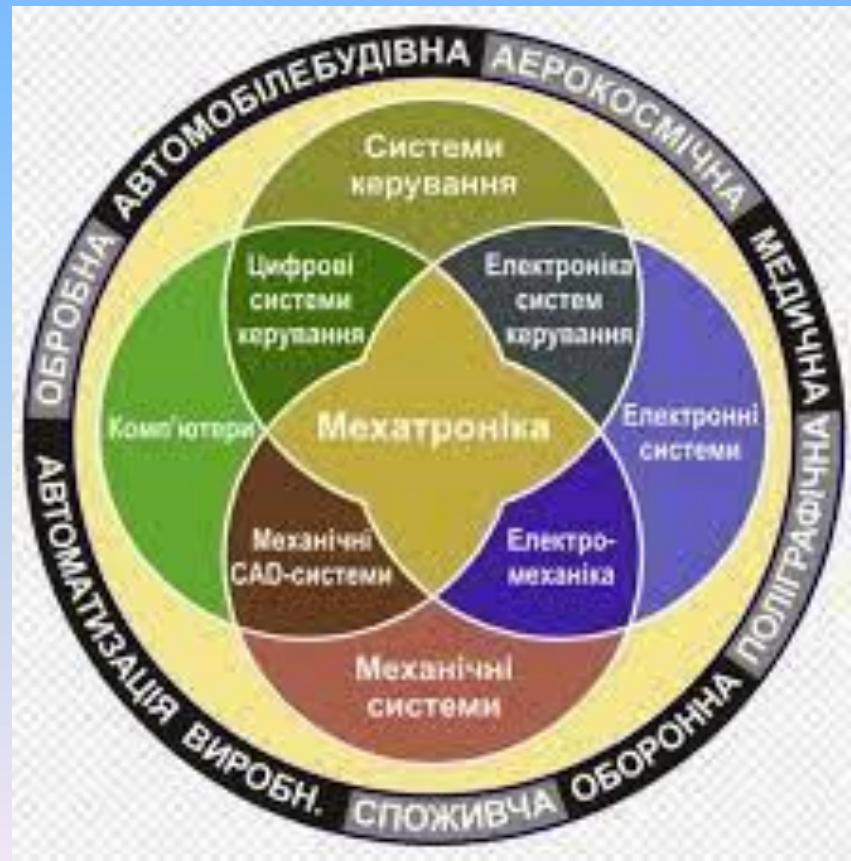 ОБРОБНА
АВТОМОБІЛЕБУДІВНА
АЕРОКОСМІЧНА
МЕДИЧНА
ПОЛІГРАФІЧНА
ОБОРОННА
СПОЖИВЧА
АВТОМАТИЗАЦІЯ ВИРОБН.
Системи
керування
Цифрові
системи
керування
Електроніка
систем
керування
Комп'ютери
Мехатроніка
Електронні
системи
Механічні
CAD-системи
Електро-
механіка
Механічні
системи